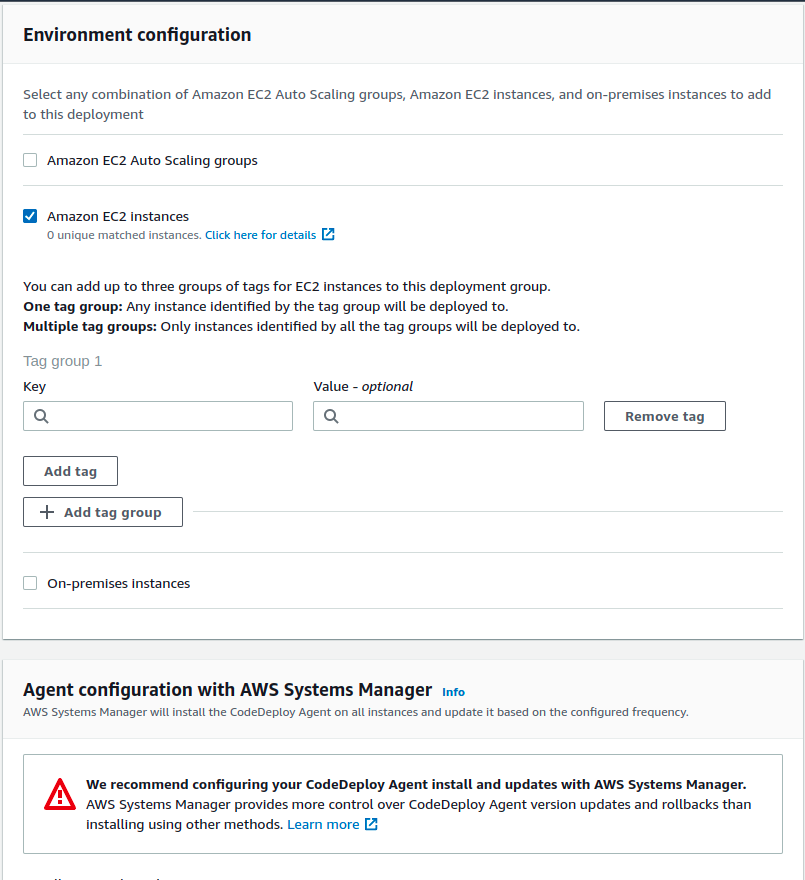 Environment configuration
Select any combination of Amazon EC2 Auto Scaling groups, Amazon EC2 instances, and on-premises instances to add
to this deployment
Amazon EC2 Auto Scaling groups
Amazon EC2 instances
0 unique matched instances. Click here for details
You can add up to three groups of tags for EC2 instances to this deployment group.
One tag group: Any instance identified by the tag group will be deployed to.
Multiple tag groups: Only instances identified by all the tag groups will be deployed to.
Tag group 1
Key Value - optional
Remove tag
Add tag
Add tag group
On-premises instances
Agent configuration with AWS Systems Manager Info
AWS Systems Manager will install the CodeDeploy Agent on all instances and update it based on the configured frequency.
We recommend configuring your CodeDeploy Agent install and updates with AWS Systems Manager.
AWS Systems Manager provides more control over CodeDeploy Agent version updates and rollbacks than
installing using other methods. Learn more